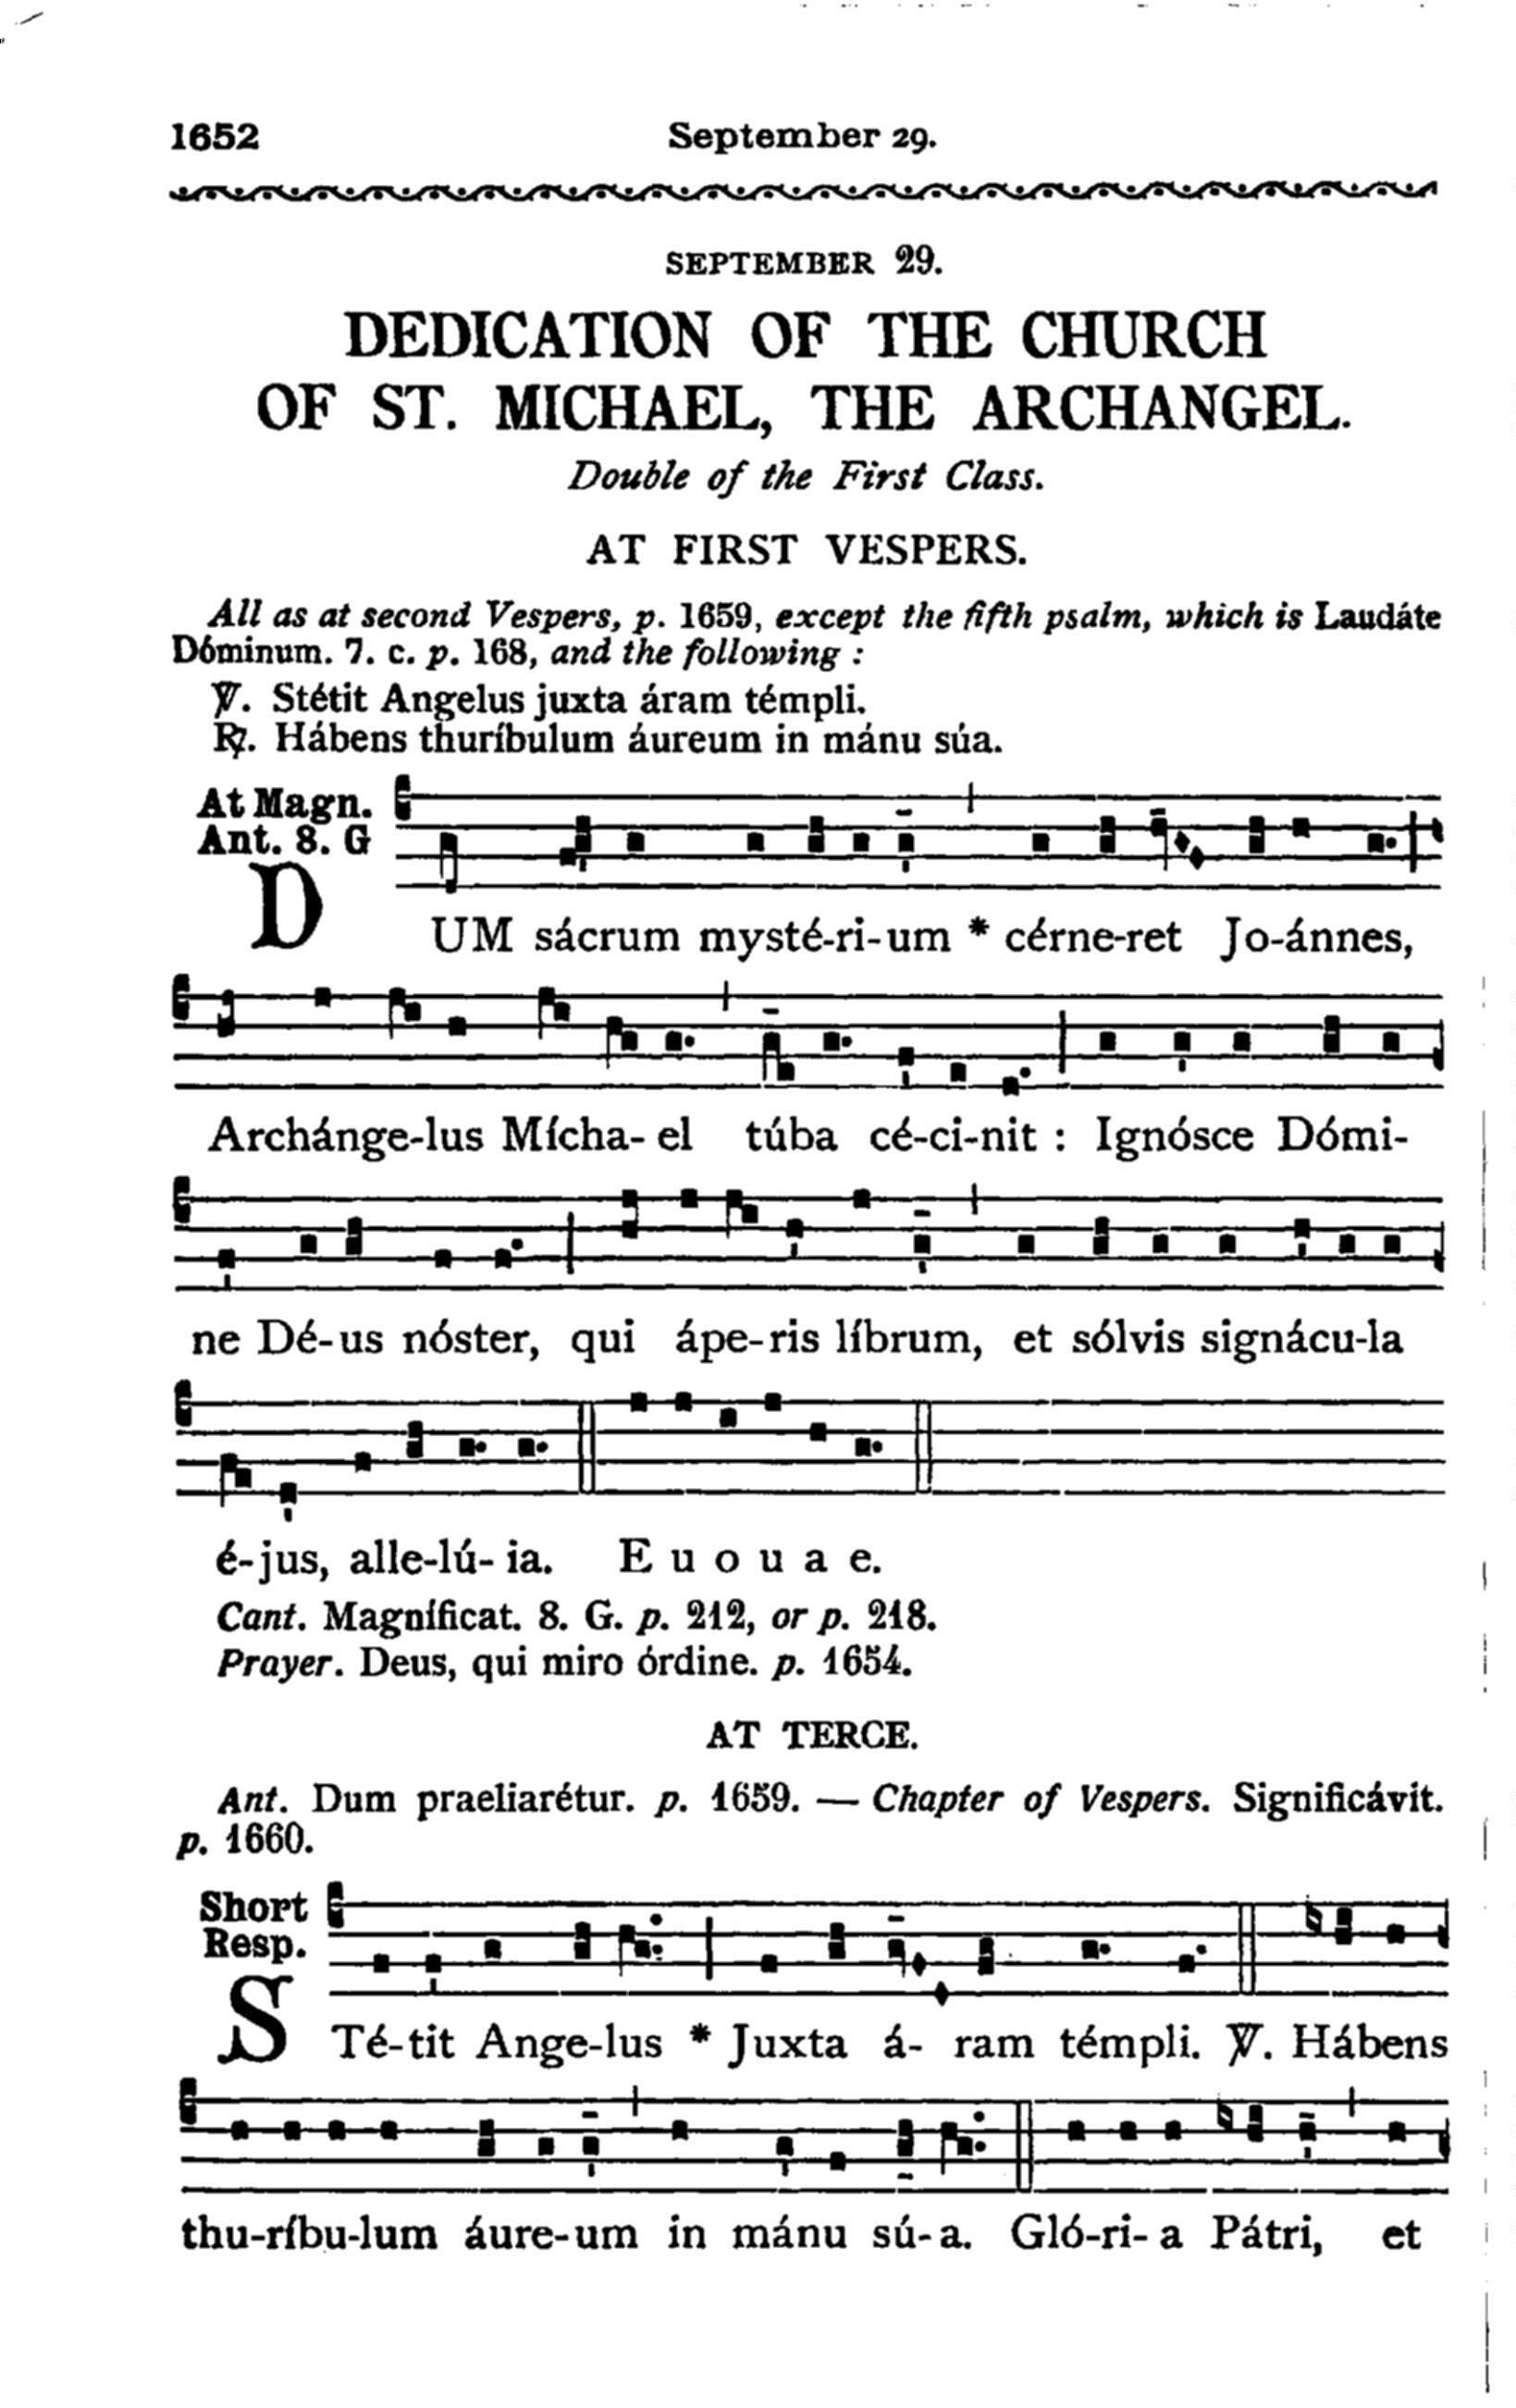 1652 September 29.
SEPTEMBER 29.
DEDICATION OF THE CHURCH
OF ST. MICHAEL, THE ARCHANGEL.
Double of the First Class.
AT FIRST VESPERS.
All as at second Vespers, p. 1659, except the fifth psalm, which is Laudáte
Dóminum. 7. c. p. 168, and the following :
℣. Stétit Angelus juxta áram témpli.
℟. Hábens thuríbulum áureum in mánu súa.
At Magn.
Ant. 8. G
DUM sácrum mysté-ri-um * cérne-ret Jo-ánnes,
Archánge-lus Mícha- el túba cé-ci-nit : Ignósce Dómi-
ne Dé-us nóster, qui ápe-ris líbrum, et sólvis signácu-la
é-jus, alle-lú- ia. E u o u a e.
Cant. Magníficat. 8. G. p. 212, or p. 218.
Prayer. Deus, qui miro órdine. p. 1654.
AT TERCE.
Ant. Dum praeliarétur. p. 1659. — Chapter of Vespers. Significávit.
p. 1660.
Short
Resp.
STé-tit Ange-lus * Juxta á- ram témpli. ℣. Hábens
thu-ríbu-lum áure-um in mánu sú-a. Gló-ri- a Pátri, et